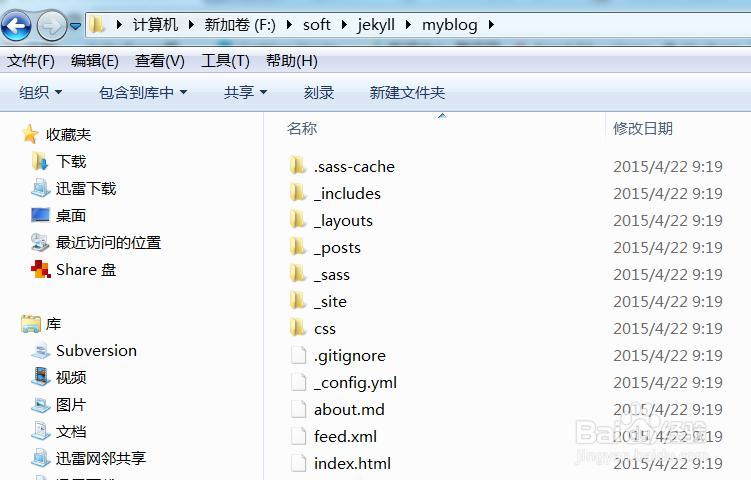 计算机 新加卷 (F:) soft jekyll myblog
文件(F) 编辑(E) 查看(V) 工具(T) 帮助(H)
组织 包含到库中 共享 刻录 新建文件夹
名称 修改日期
收藏夹
下载
迅雷下载
桌面
最近访问的位置
Share 盘
库
Subversion
视频
图片
文档
迅雷网邻共享
.sass-cache 2015/4/22 9:19
_includes 2015/4/22 9:19
_layouts 2015/4/22 9:19
_posts 2015/4/22 9:19
_sass 2015/4/22 9:19
_site 2015/4/22 9:19
css 2015/4/22 9:19
.gitignore 2015/4/22 9:19
_config.yml 2015/4/22 9:19
about.md 2015/4/22 9:19
feed.xml 2015/4/22 9:19
index.html 2015/4/22 9:19
Baidu经验
jingyan.baidu.com